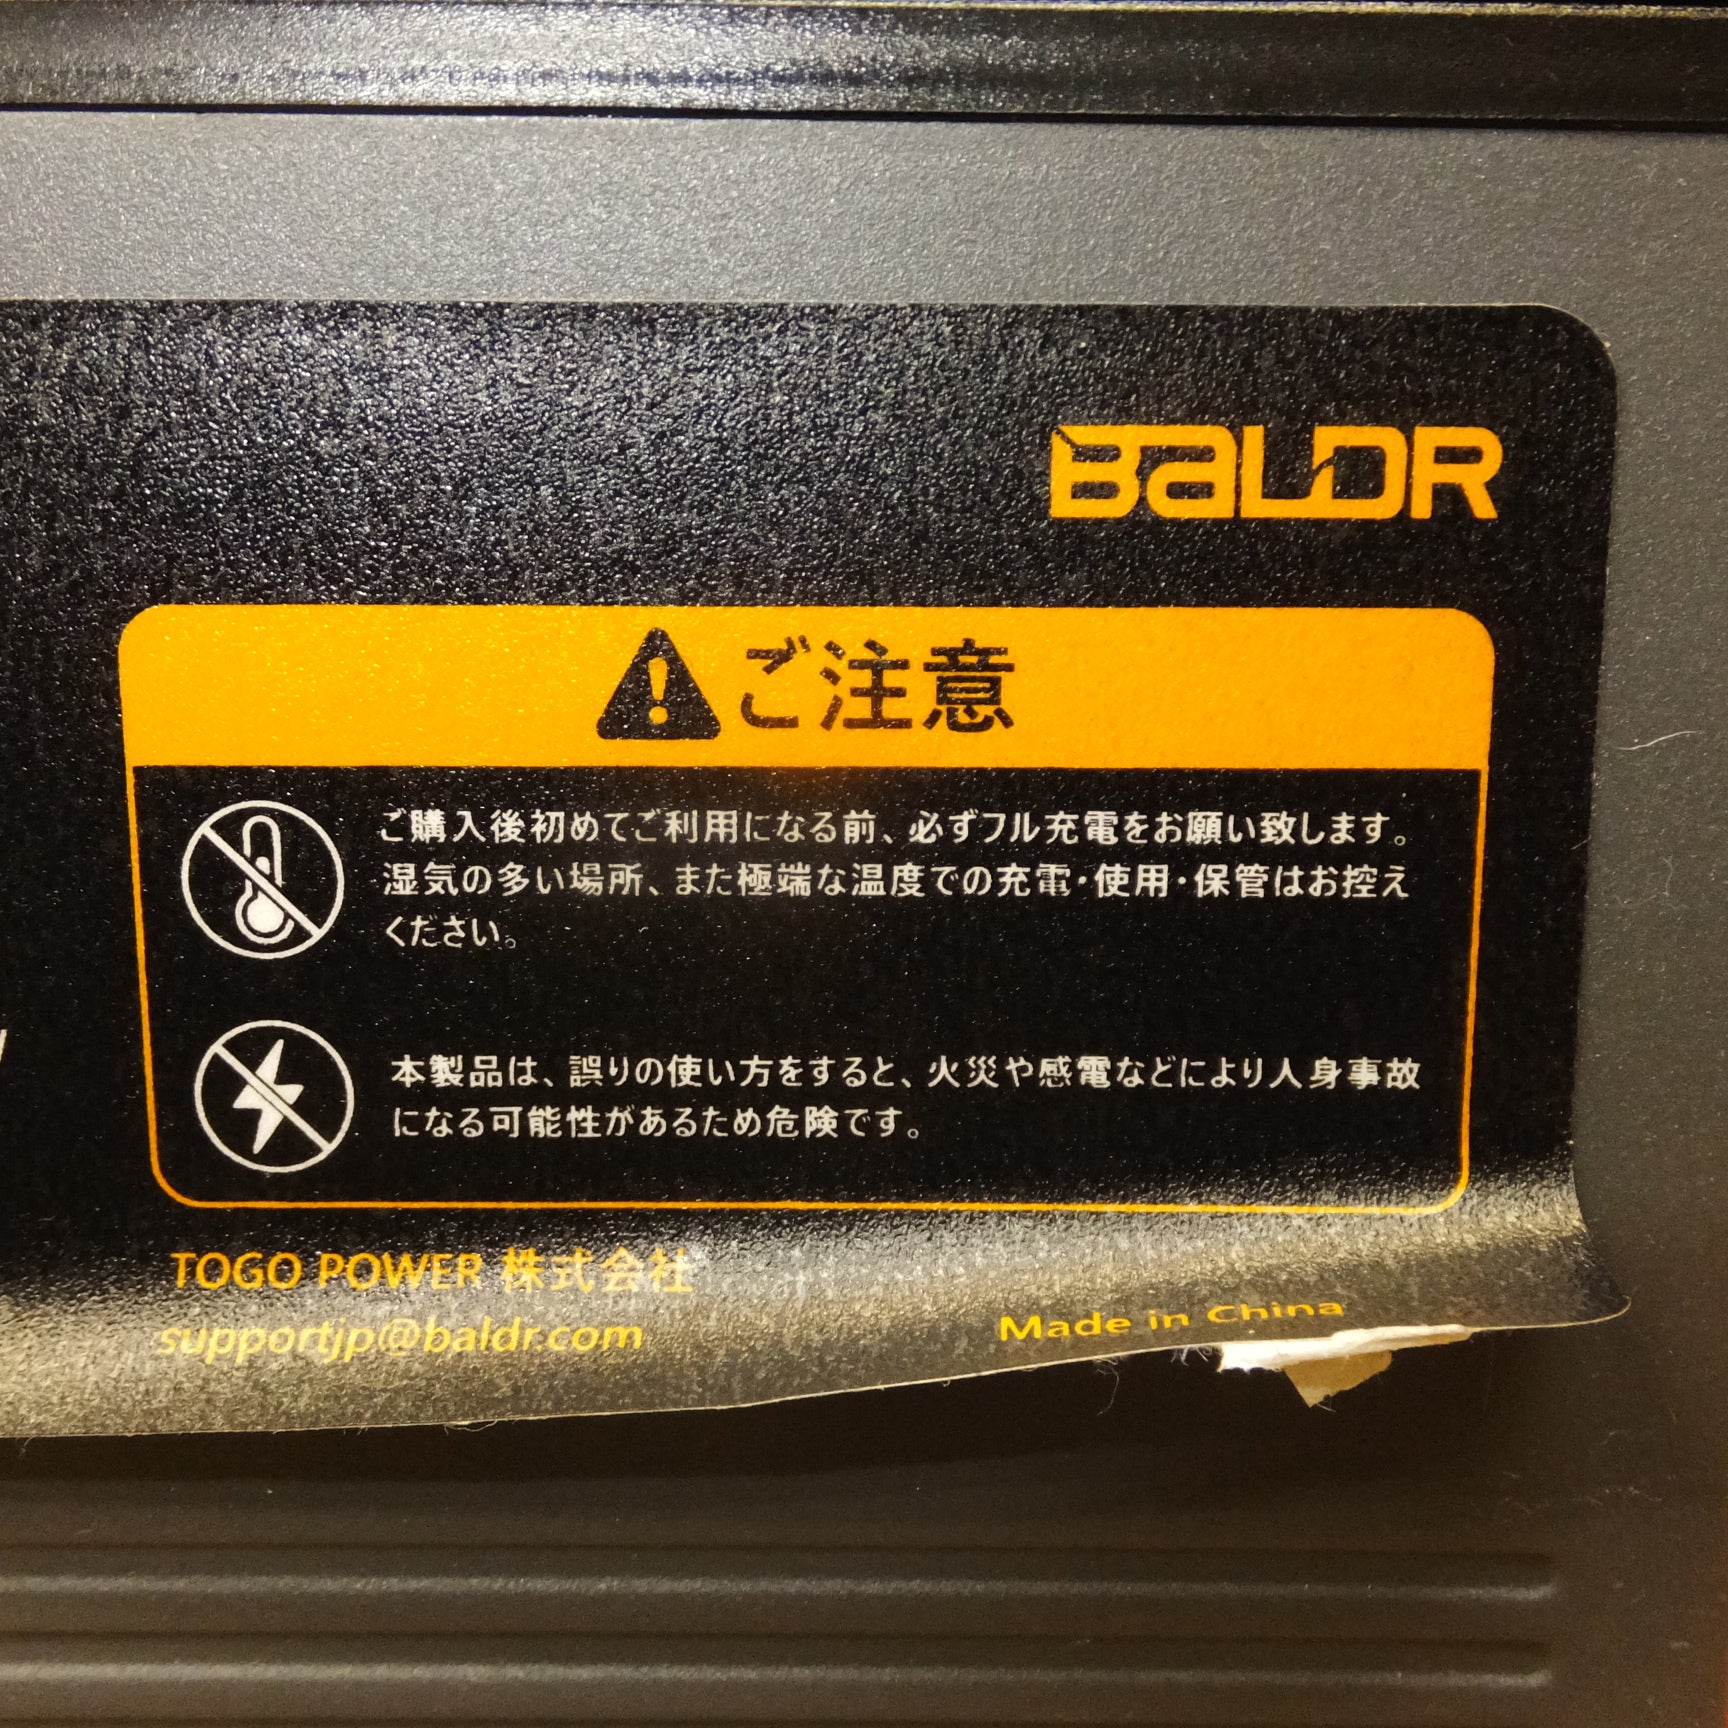 BALDR
ご注意
ご購入後初めてご利用になる前、必ずフル充電をお願い致します。
湿気の多い場所、また極端な温度での充電・使用・保管はお控え
ください。
本製品は、誤りの使い方をすると、火災や感電などにより人身事故
になる可能性があるため危険です。
TOGO POWER 株式会社
supportjp@baldr.com
Made in China